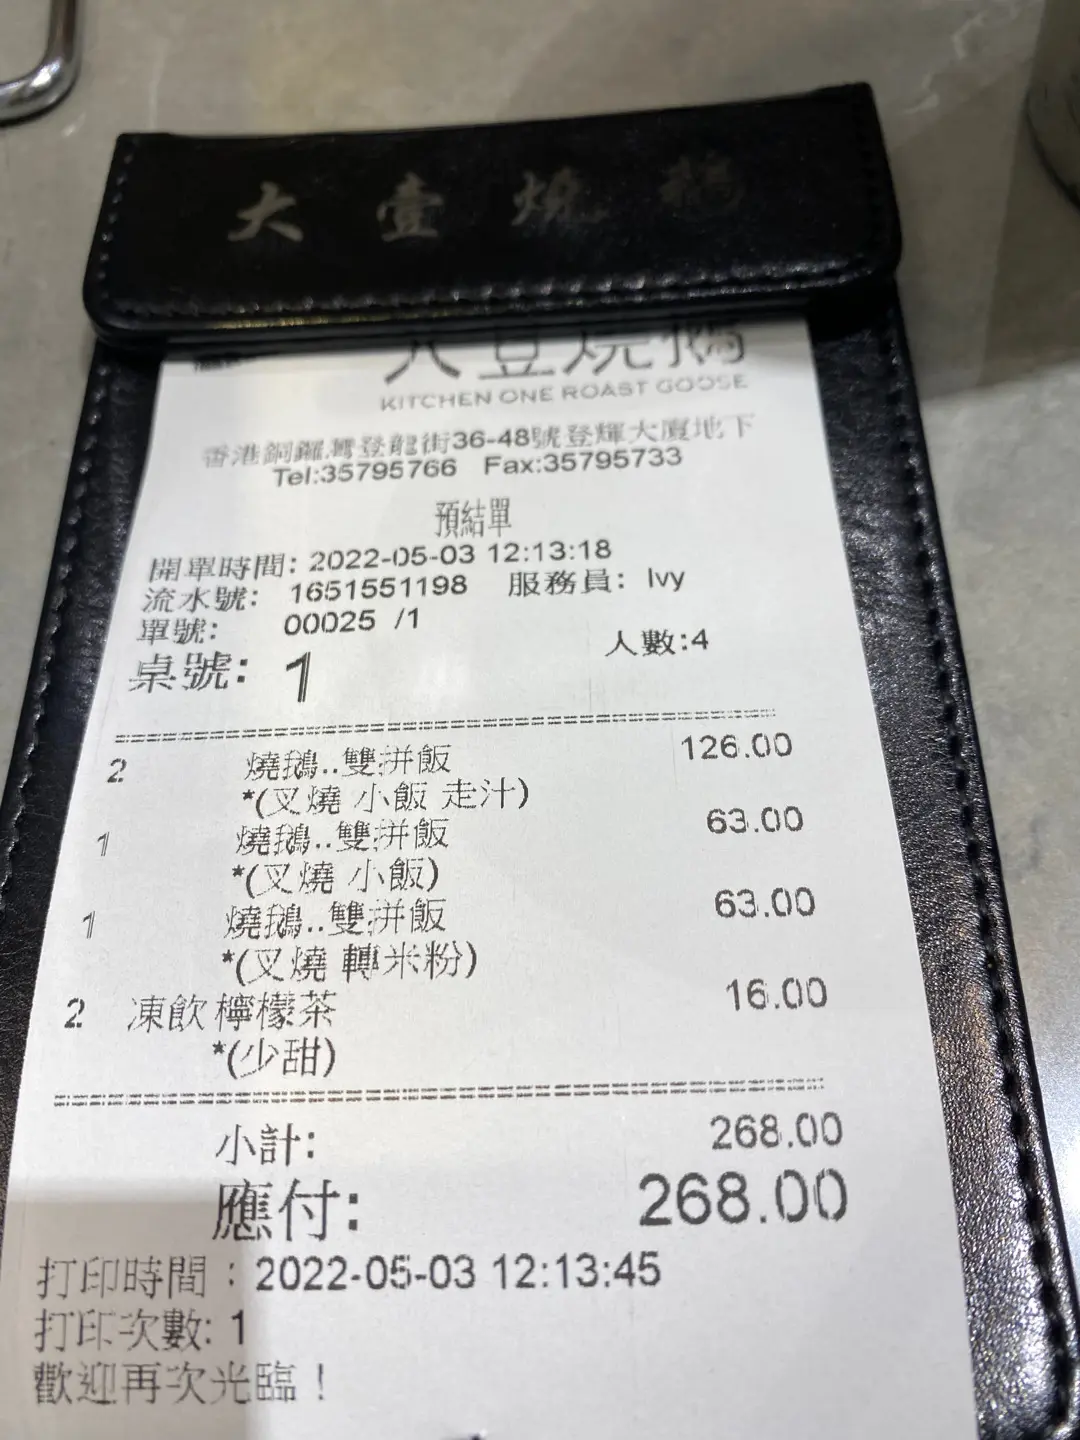 大壹燒鵝
大壹燒鵝
KITCHEN ONE ROAST GOOSE
香港銅鑼灣登龍街36-48號登輝大廈地下
Tel:35795766 Fax:35795733
預結單
開單時間: 2022-05-03 12:13:18
流水號: 1651551198 服務員: Ivy
單號: 00025 /1
桌號: 1 人數:4
2 燒鵝..雙拼飯 126.00
*(叉燒 小飯 走汁)
1 燒鵝..雙拼飯 63.00
*(叉燒 小飯)
1 燒鵝..雙拼飯 63.00
*(叉燒 轉米粉)
2 凍飲檸檬茶 16.00
*(少甜)
小計: 268.00
應付: 268.00
打印時間: 2022-05-03 12:13:45
打印次數: 1
歡迎再次光臨!